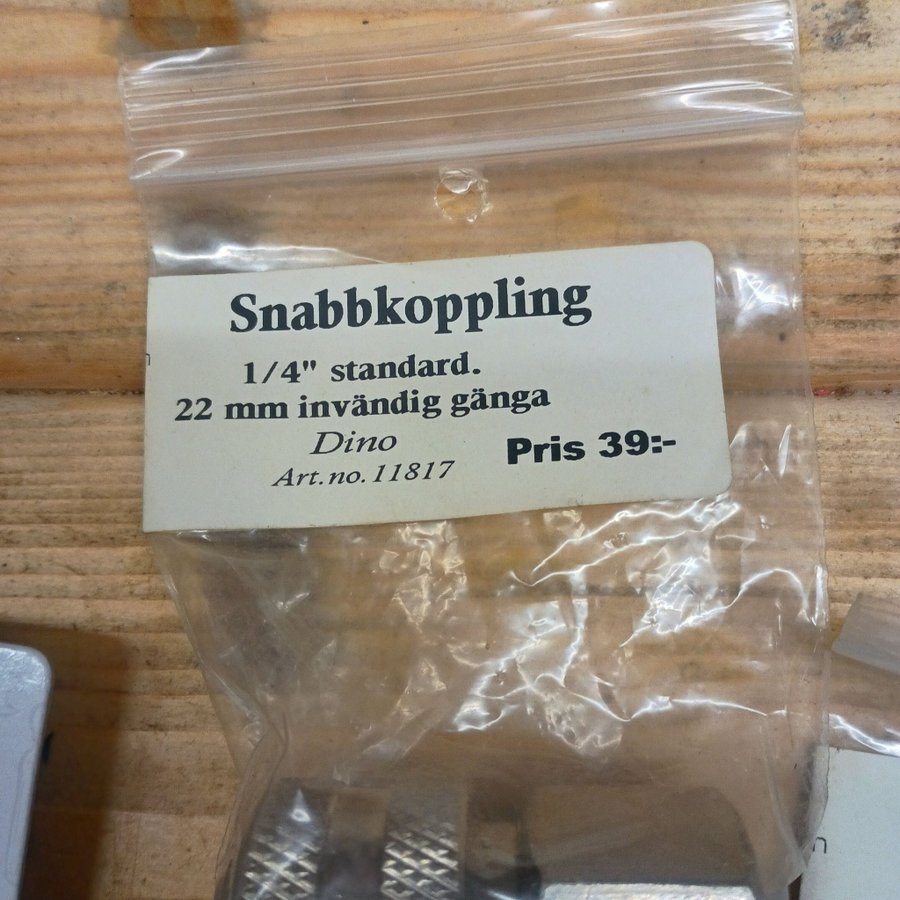 Snabbkoppling
1/4" standard.
22 mm invändig gänga
Dino
Pris 39:-
Art.no.11817
n
n